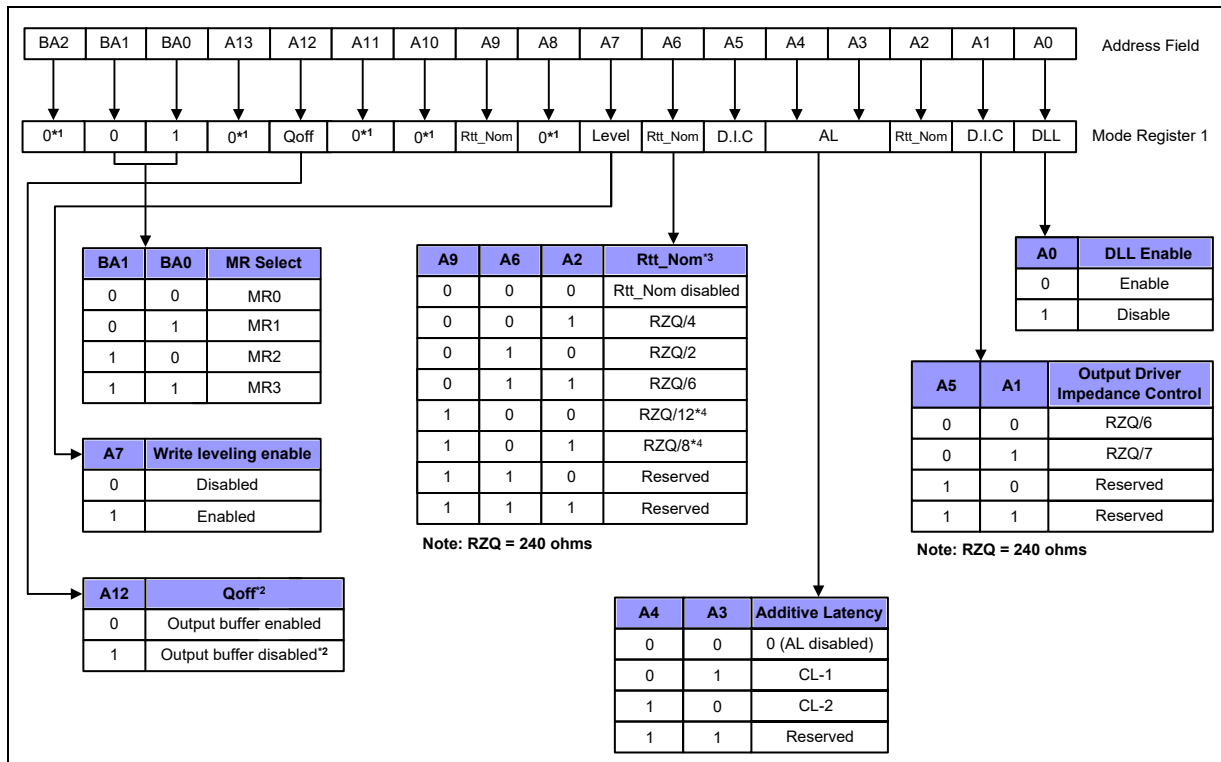 BA2 BA1 BA0 A13 A12 A11 A10 A9 A8 A7 A6 A5 A4 A3 A2 A1 A0 Address Field
0*1 0 1 0*1 Qoff 0*1 0*1 Rtt_Nom 0*1 Level Rtt_Nom D.I.C AL Rtt_Nom D.I.C DLL Mode Register 1
BA1 BA0 MR Select
0 0 MR0
0 1 MR1
1 0 MR2
1 1 MR3
A7 Write leveling enable
0 Disabled
1 Enabled
A12 Qoff*2
0 Output buffer enabled
1 Output buffer disabled*2
A9 A6 A2 Rtt_Nom*3
0 0 0 Rtt_Nom disabled
0 0 1 RZQ/4
0 1 0 RZQ/2
0 1 1 RZQ/6
1 0 0 RZQ/12*4
1 0 1 RZQ/8*4
1 1 0 Reserved
1 1 1 Reserved
Note: RZQ = 240 ohms
A4 A3 Additive Latency
0 0 0 (AL disabled)
0 1 CL-1
1 0 CL-2
1 1 Reserved
A0 DLL Enable
0 Enable
1 Disable
A5 A1 Output Driver
Impedance Control
0 0 RZQ/6
0 1 RZQ/7
1 0 Reserved
1 1 Reserved
Note: RZQ = 240 ohms